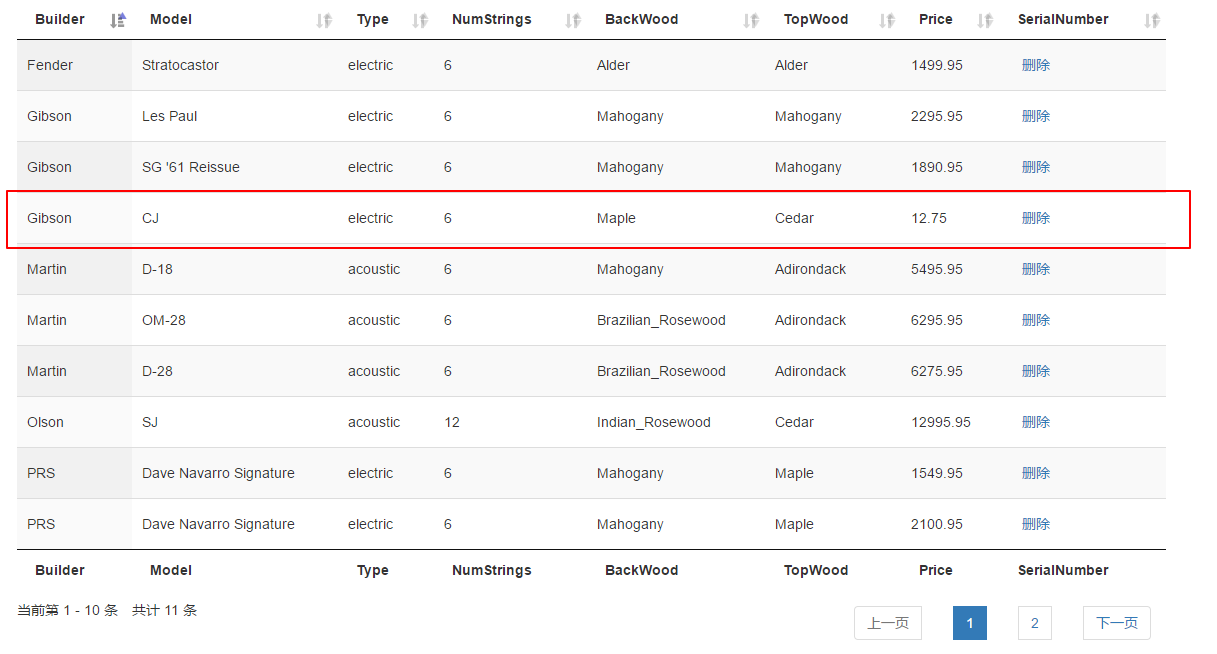 Builder Model Type NumStrings BackWood TopWood Price SerialNumber
Fender Stratocastor electric 6 Alder Alder 1499.95 删除
Gibson Les Paul electric 6 Mahogany Mahogany 2295.95 删除
Gibson SG '61 Reissue electric 6 Mahogany Mahogany 1890.95 删除
Gibson CJ electric 6 Maple Cedar 12.75 删除
Martin D-18 acoustic 6 Mahogany Adirondack 5495.95 删除
Martin OM-28 acoustic 6 Brazilian_Rosewood Adirondack 6295.95 删除
Martin D-28 acoustic 6 Brazilian_Rosewood Adirondack 6275.95 删除
Olson SJ acoustic 12 Indian_Rosewood Cedar 12995.95 删除
PRS Dave Navarro Signature electric 6 Mahogany Maple 1549.95 删除
PRS Dave Navarro Signature electric 6 Mahogany Maple 2100.95 删除
Builder Model Type NumStrings BackWood TopWood Price SerialNumber
当前第 1 - 10 条 共计 11 条 上一页 1 2 下一页